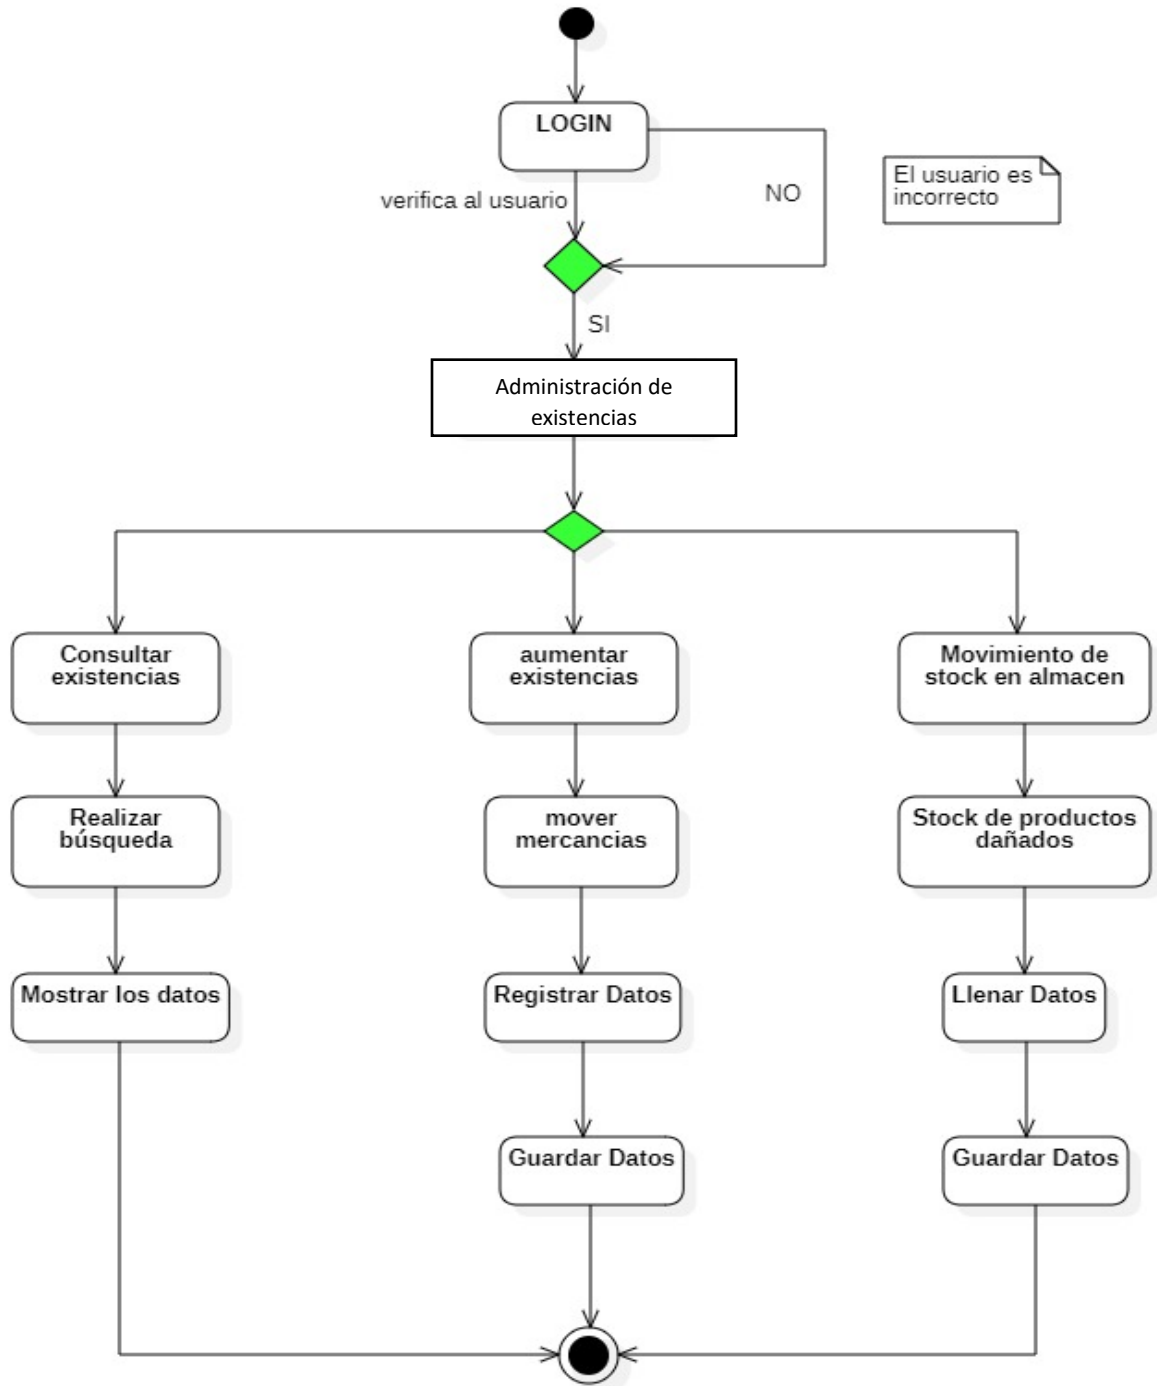 LOGIN
El usuario es
incorrecto
NO
verifica al usuario
SI
Administración de
existencias
Consultar
existencias
aumentar
existencias
Movimiento de
stock en almacen
Realizar
búsqueda
mover
mercancias
Stock de productos
dañados
Mostrar los datos
Registrar Datos
Llenar Datos
Guardar Datos
Guardar Datos